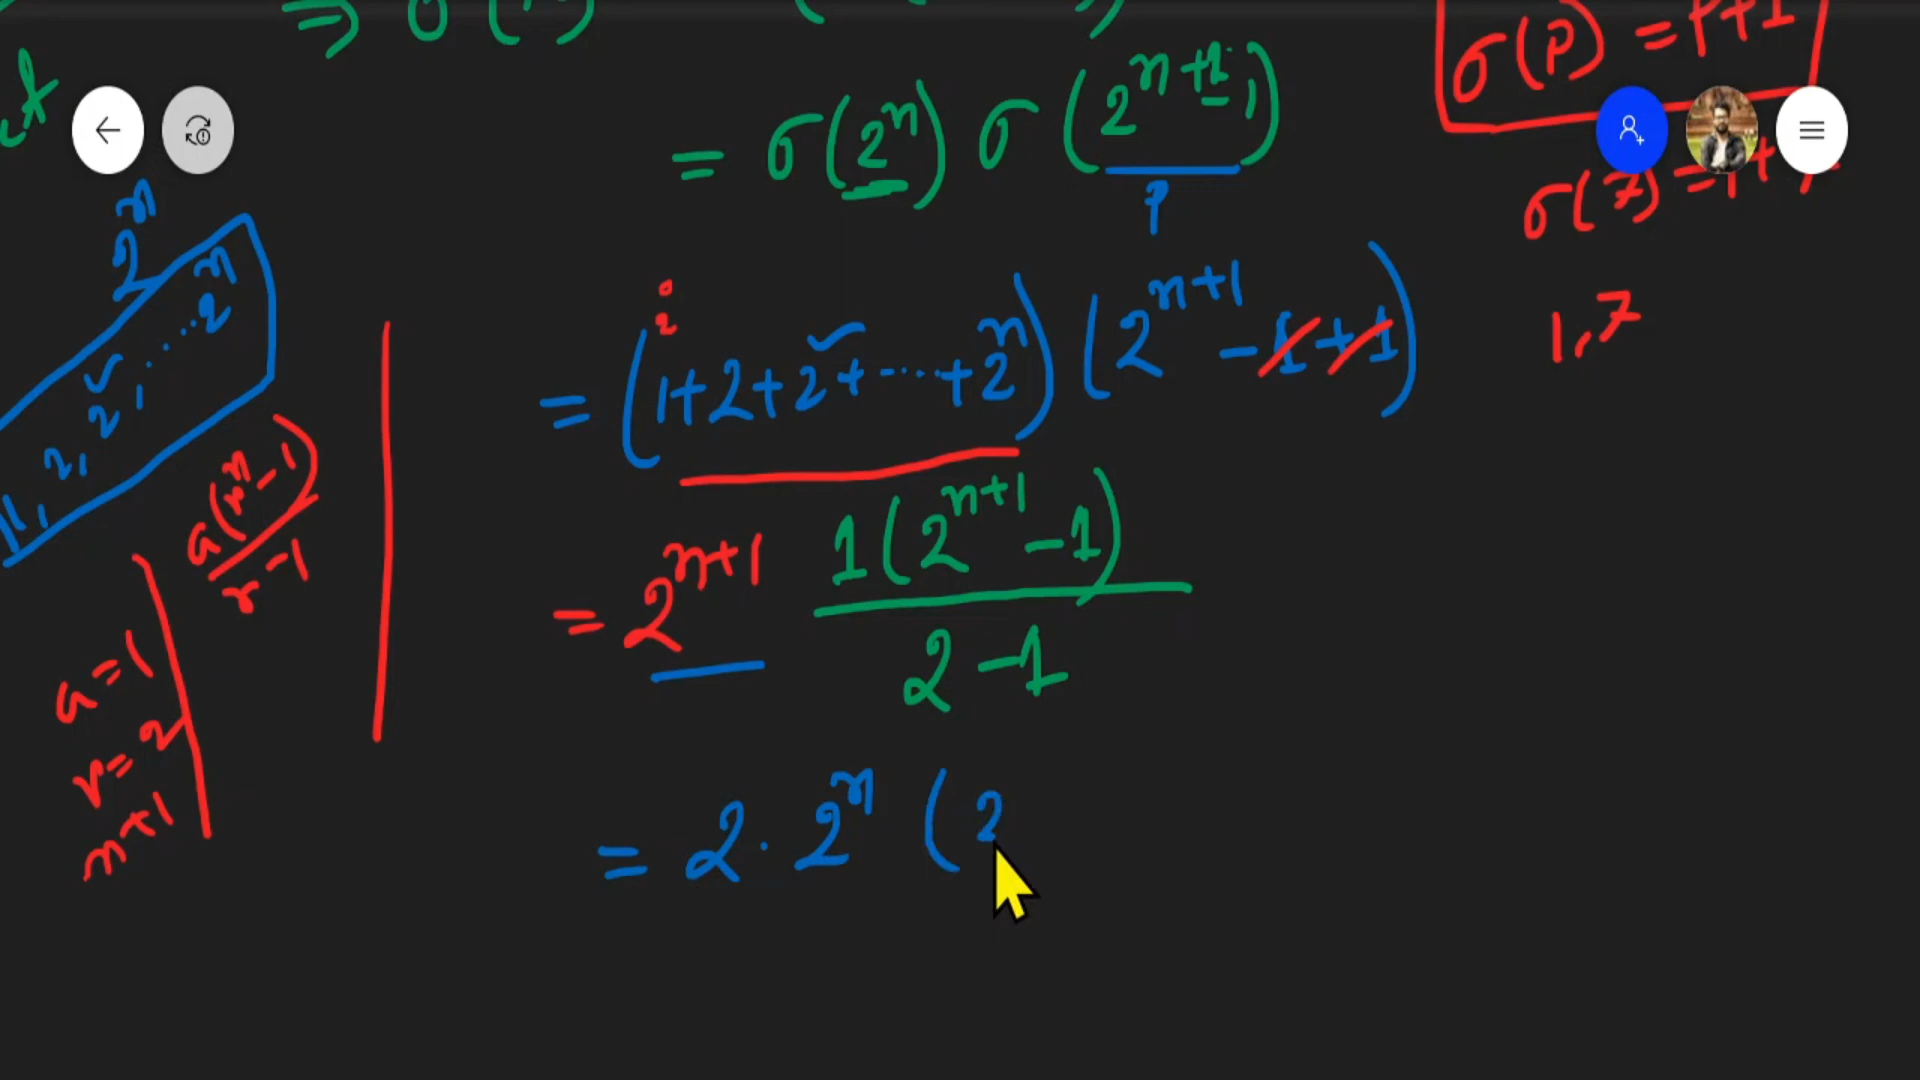 = σ(2ⁿ) σ(2ⁿ⁺¹-1)
p
σ(p) = p+1
σ(7) = 1+7
1, 7
2ⁿ
1, 2, 2², ... 2ⁿ
= (1+2+2²+...+2ⁿ) (2ⁿ⁺¹ -1+1)
2⁰
a(rⁿ-1)
r-1
= 2ⁿ⁺¹ 1(2ⁿ⁺¹-1)
2-1
a=1
r=2
n+1
= 2 · 2ⁿ (2